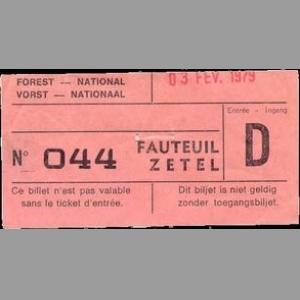 FOREST — NATIONAL
VORST — NATIONAAL
03 FEV. 1979
Entrée - Ingang
D
N° 044
FAUTEUIL
ZETEL
Ce billet n'est pas valable
sans le ticket d'entrée.
Dit biljet is niet geldig
zonder toegangsbiljet.